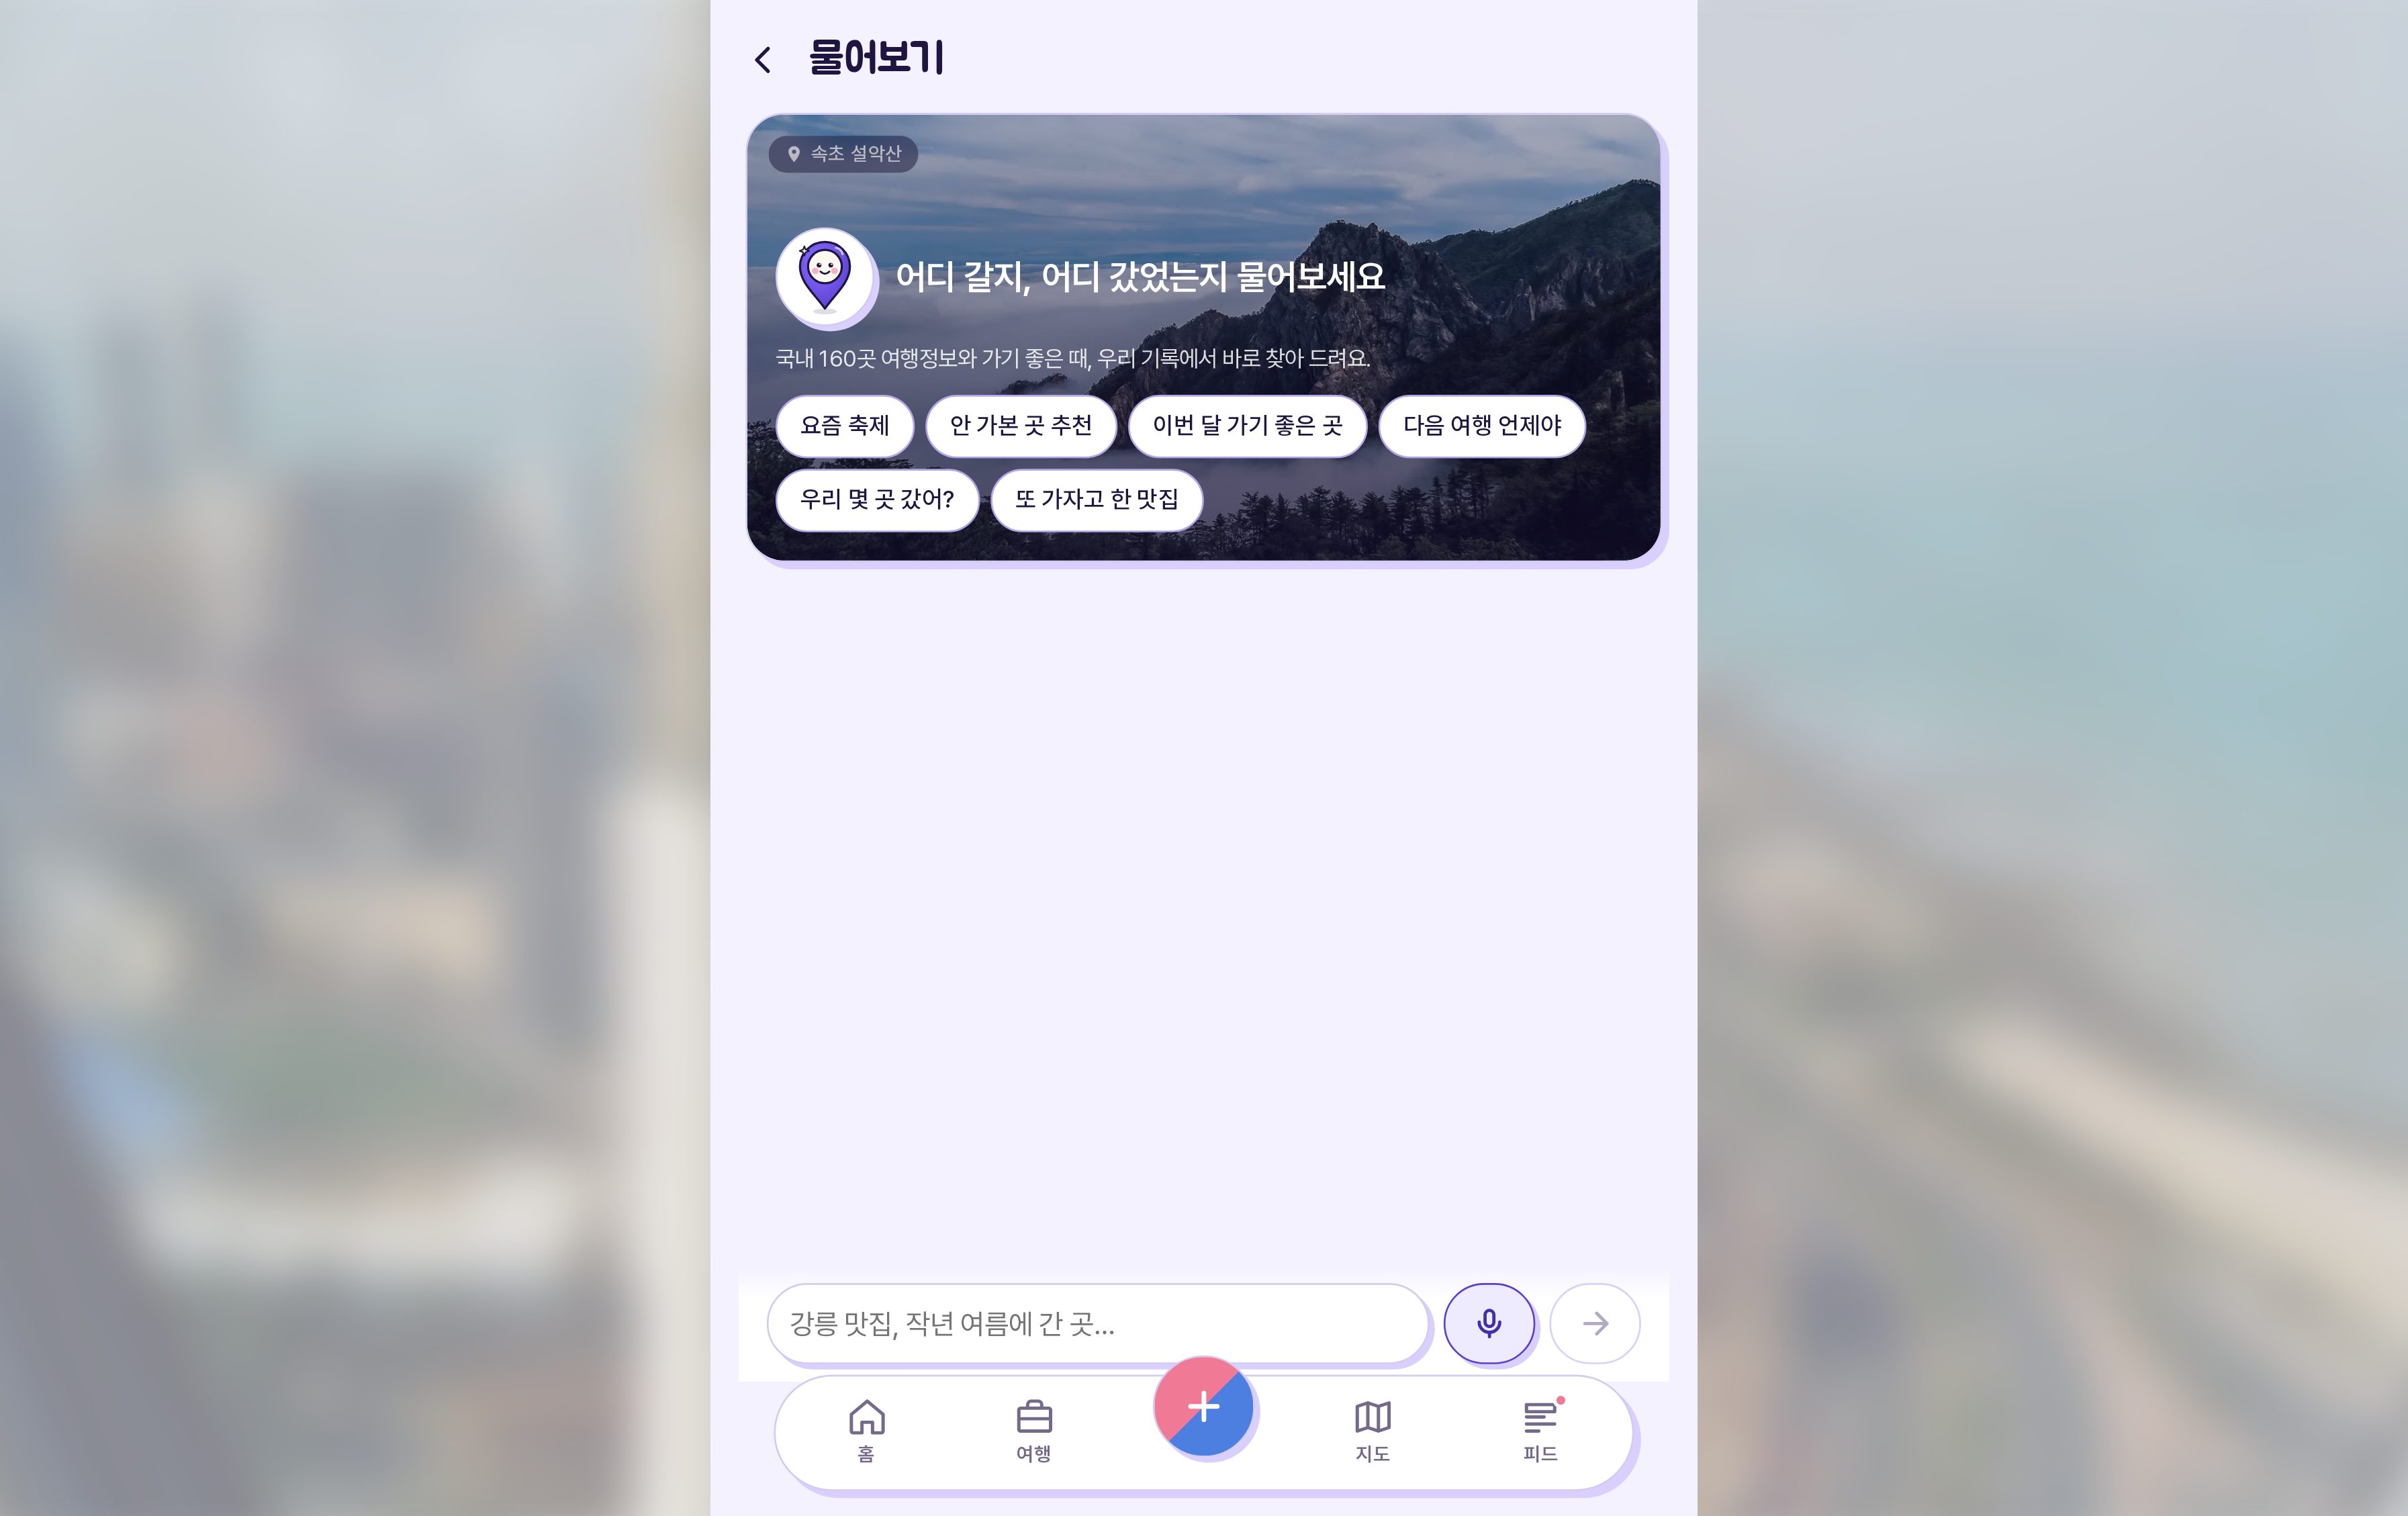 물어보기
속초 설악산
어디 갈지, 어디 갔었는지 물어보세요
국내 160곳 여행정보와 가기 좋은 때, 우리 기록에서 바로 찾아 드려요.
요즘 축제 안 가본 곳 추천 이번 달 가기 좋은 곳 다음 여행 언제야
우리 몇 곳 갔어? 또 가자고 한 맛집
강릉 맛집, 작년 여름에 간 곳...
홈 여행 지도 피드